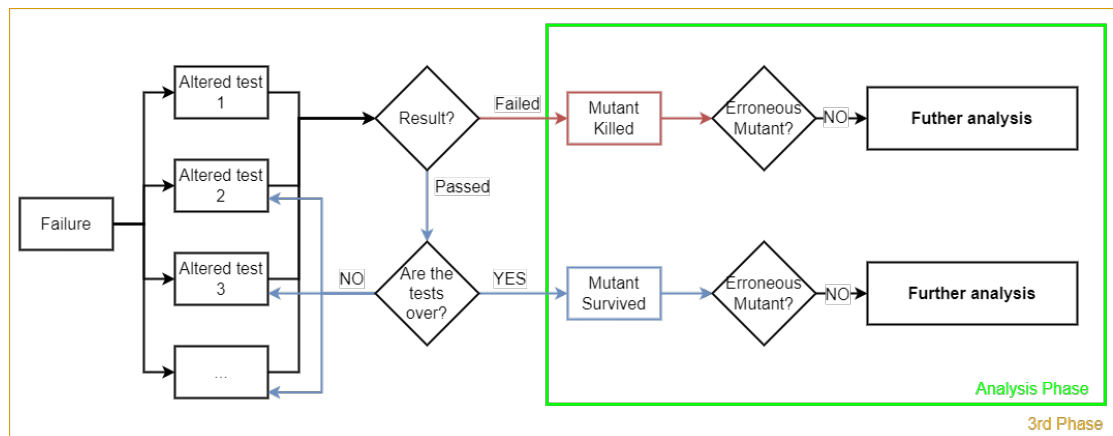 Altered test
1
Result?
Failed
Mutant
Killed
Erroneous
Mutant?
NO
Futher analysis
Altered test
2
Passed
Failure
Altered test
3
NO
Are the
tests
over?
YES
Mutant
Survived
Erroneous
Mutant?
NO
Further analysis
...
Analysis Phase
3rd Phase